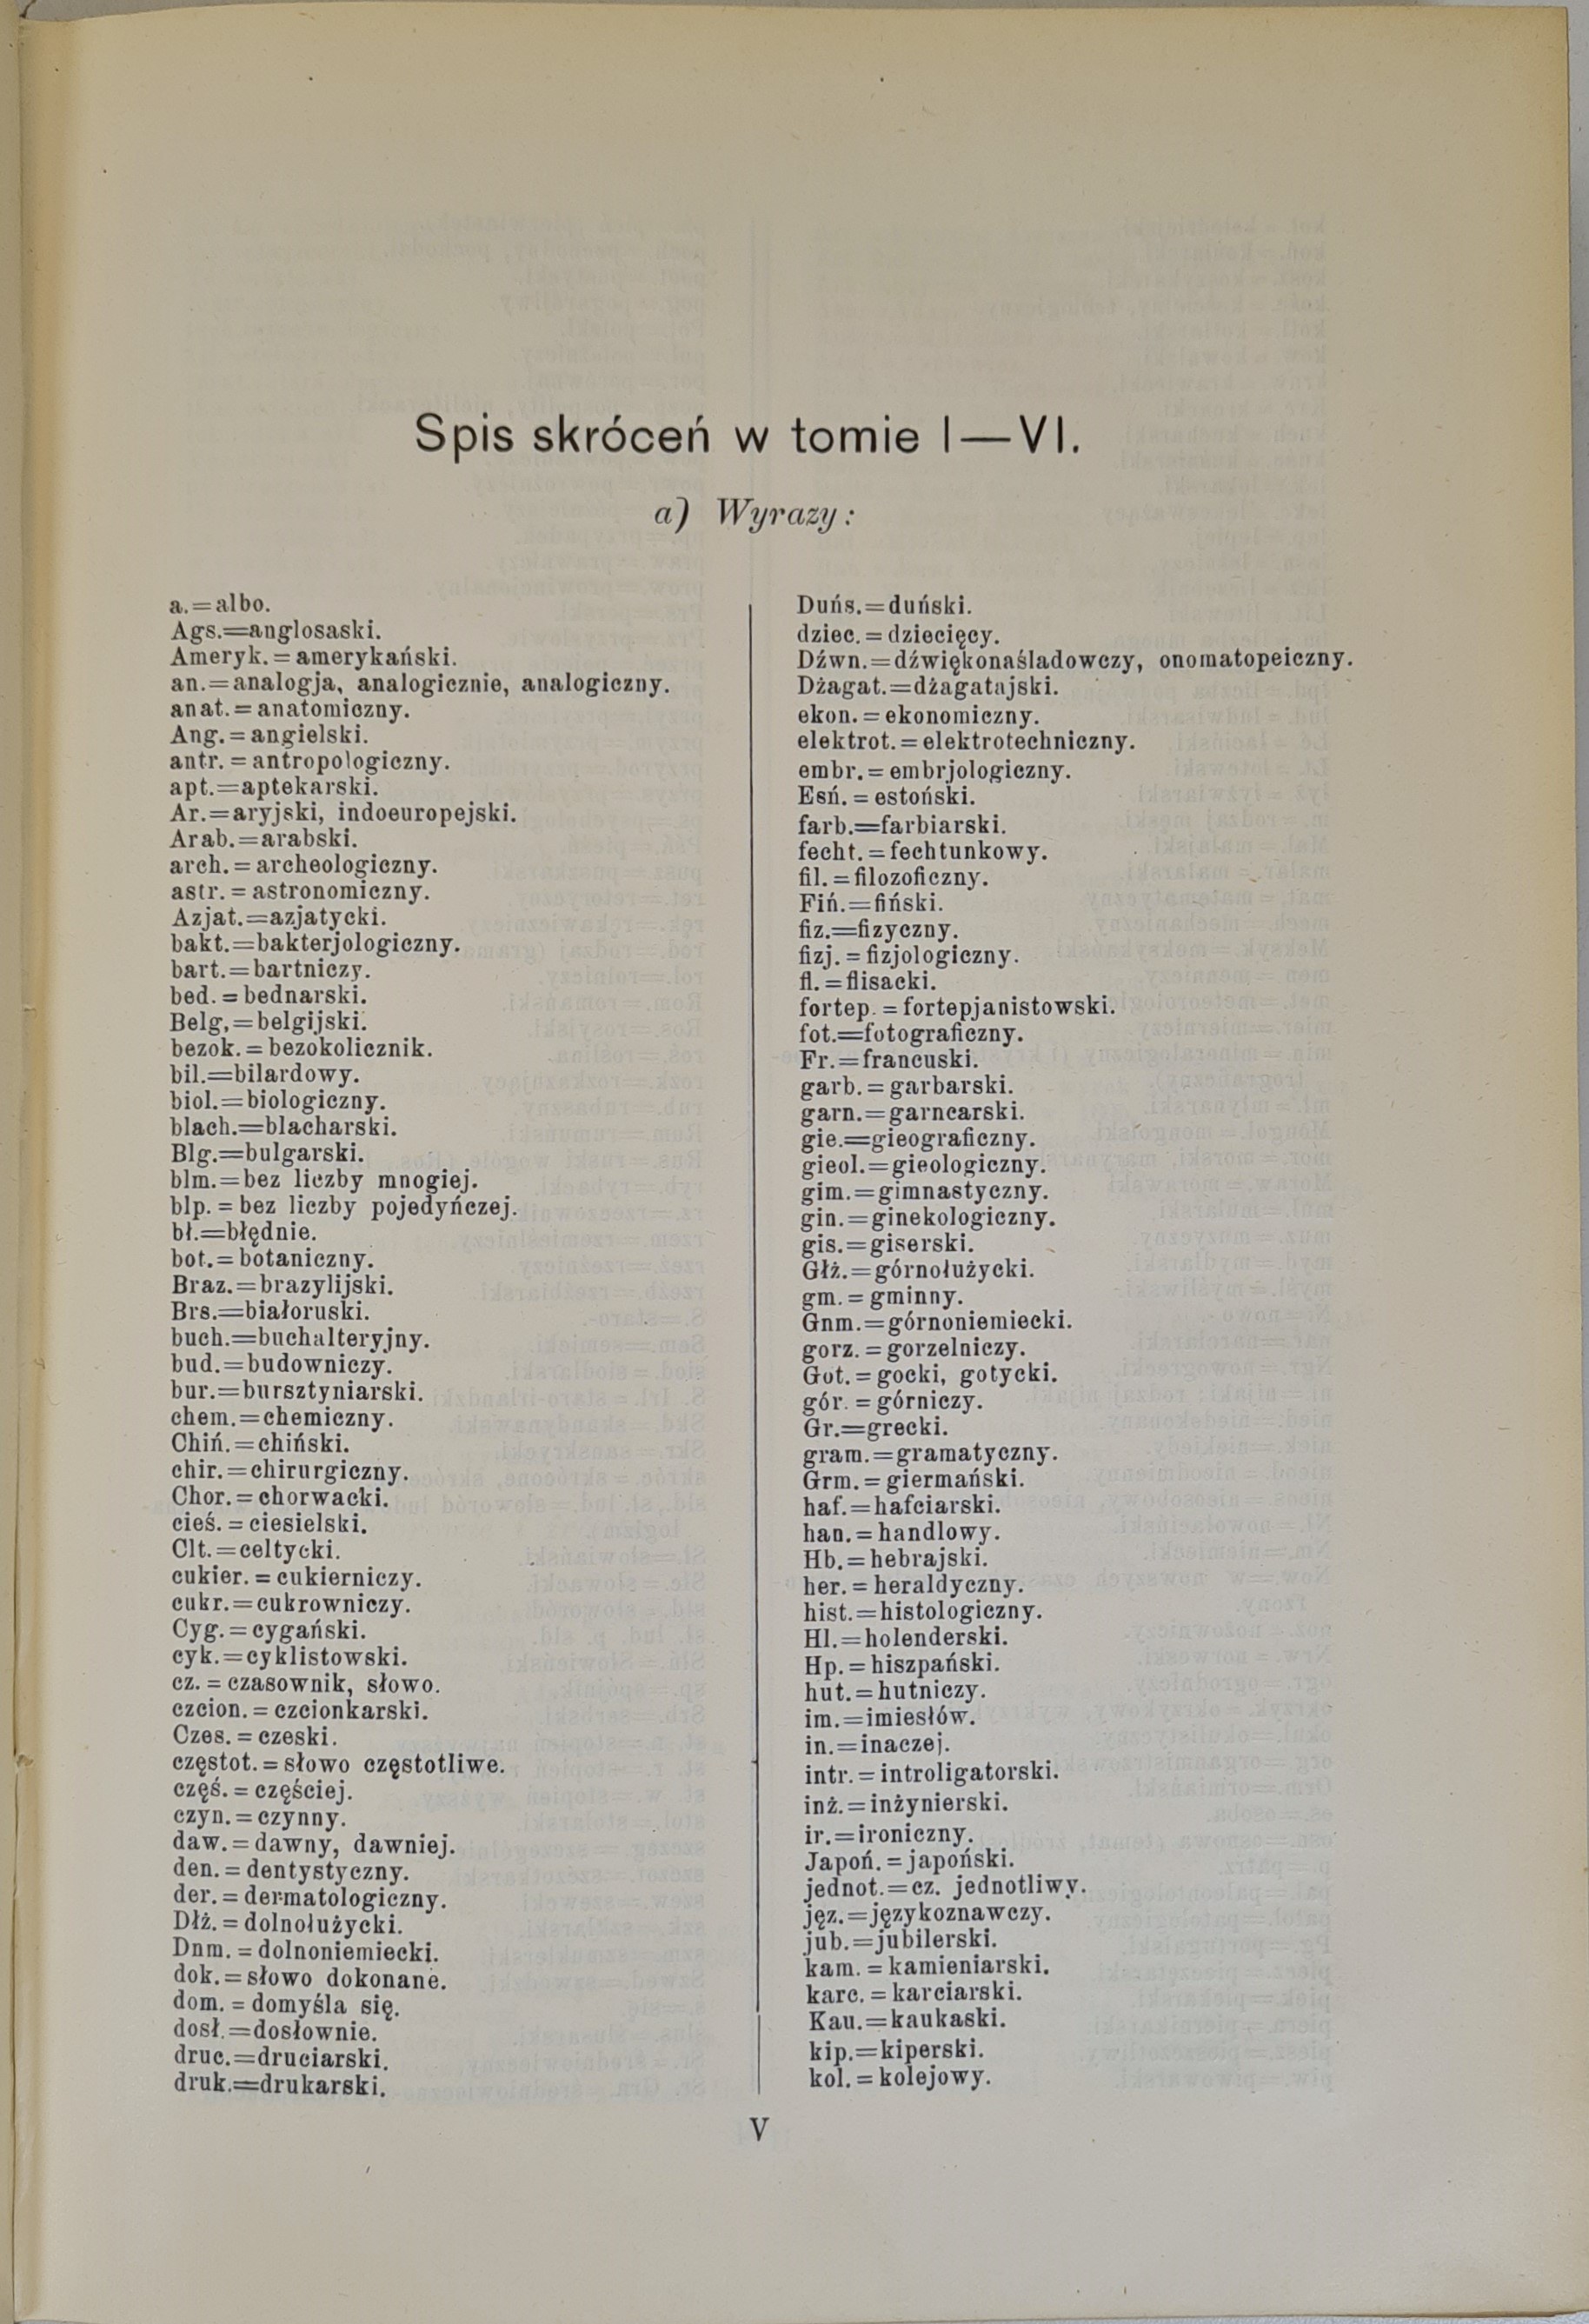 Spis skróceń w tomie I—VI.
a) Wyrazy:
a.=albo.
Ags.=anglosaski.
Ameryk.=amerykański.
an.=analogja, analogicznie, analogiczny.
anat.=anatomiczny.
Ang.=angielski.
antr.=antropologiczny.
apt.=aptekarski.
Ar.=aryjski, indoeuropejski.
Arab.=arabski.
arch.=archeologiczny.
astr.=astronomiczny.
Azjat.=azjatycki.
bakt.=bakterjologiczny.
bart.=bartniczy.
bed.=bednarski.
Belg,=belgijski.
bezok.=bezokolicznik.
bil.=bilardowy.
biol.=biologiczny.
blach.=blacharski.
Blg.=bulgarski.
blm.=bez liczby mnogiej.
blp.=bez liczby pojedyńczej.
bł.=błędnie.
bot.=botaniczny.
Braz.=brazylijski.
Brs.=białoruski.
buch.=buchalteryjny.
bud.=budowniczy.
bur.=bursztyniarski.
chem.=chemiczny.
Chiń.=chiński.
chir.=chirurgiczny.
Chor.=chorwacki.
cieś.=ciesielski.
Clt.=celtycki.
cukier.=cukierniczy.
cukr.=cukrowniczy.
Cyg.=cygański.
cyk.=cyklistowski.
cz.=czasownik, słowo.
czcion.=czcionkarski.
Czes.=czeski.
częstot.=słowo częstotliwe.
częś.=częściej.
czyn.=czynny.
daw.=dawny, dawniej.
den.=dentystyczny.
der.=dermatologiczny.
Dłż.=dolnołużycki.
Dnm.=dolnoniemiecki.
dok.=słowo dokonane.
dom.=domyśla się.
dosł.=dosłownie.
druc.=druciarski.
druk.=drukarski.
Duńs.=duński.
dziec.=dziecięcy.
Dźwn.=dźwiękonaśladowczy, onomatopeiczny.
Dżagat.=dżagatajski.
ekon.=ekonomiczny.
elektrot.=elektrotechniczny.
embr.=embrjologiczny.
Esń.=estoński.
farb.=farbiarski.
fecht.=fechtunkowy.
fil.=filozoficzny.
Fiń.=fiński.
fiz.=fizyczny.
fizj.=fizjologiczny.
fl.=flisacki.
fortep.=fortepjanistowski.
fot.=fotograficzny.
Fr.=francuski.
garb.=garbarski.
garn.=garncarski.
gie.=gieograficzny.
gieol.=gieologiczny.
gim.=gimnastyczny.
gin.=ginekologiczny.
gis.=giserski.
Głż.=górnołużycki.
gm.=gminny.
Gnm.=górnoniemiecki.
gorz.=gorzelniczy.
Got.=gocki, gotycki.
gór.=górniczy.
Gr.=grecki.
gram.=gramatyczny.
Grm.=giermański.
haf.=hafciarski.
han.=handlowy.
Hb.=hebrajski.
her.=heraldyczny.
hist.=histologiczny.
Hl.=holenderski.
Hp.=hiszpański.
hut.=hutniczy.
im.=imiesłów.
in.=inaczej.
intr.=introligatorski.
inż.=inżynierski.
ir.=ironiczny.
Japoń.=japoński.
jednot.=cz. jednotliwy.
jęz.=językoznawczy.
jub.=jubilerski.
kam.=kamieniarski.
karc.=karciarski.
Kau.=kaukaski.
kip.=kiperski.
kol.=kolejowy.
V